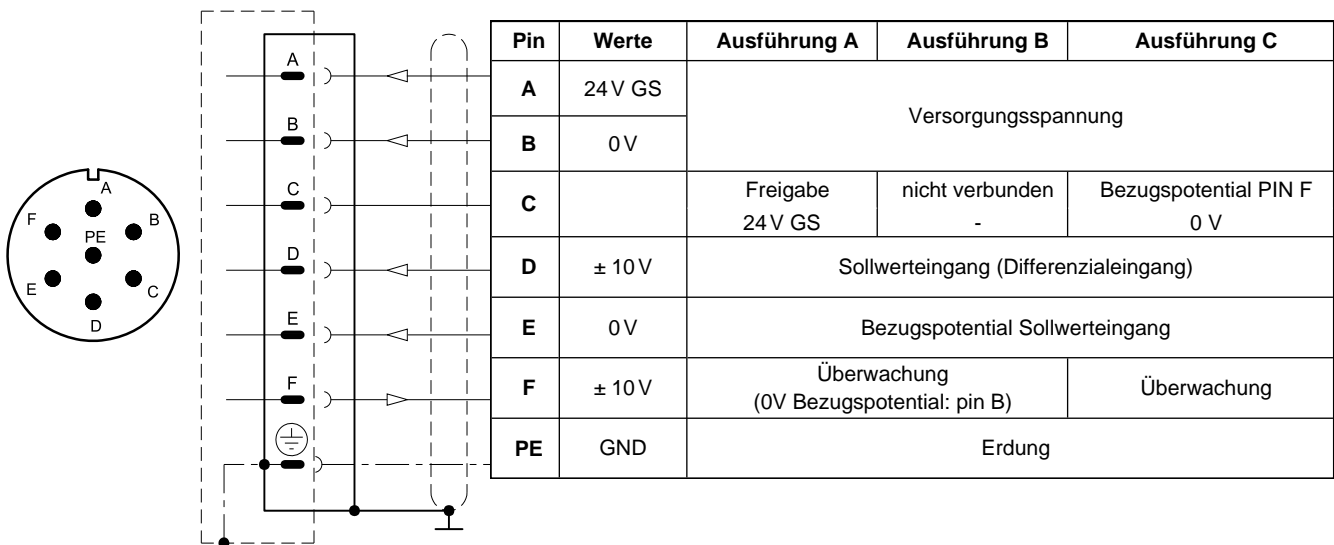 A
B
C
D
E
F
PE
A
B
C
D
E
F
Pin Werte Ausführung A Ausführung B Ausführung C
A 24 V GS Versorgungsspannung
B 0 V
C Freigabe nicht verbunden Bezugspotential PIN F
24 V GS - 0 V
D ± 10 V Sollwerteingang (Differenzialeingang)
E 0 V Bezugspotential Sollwerteingang
F ± 10 V Überwachung Überwachung
(0V Bezugspotential: pin B)
PE GND Erdung